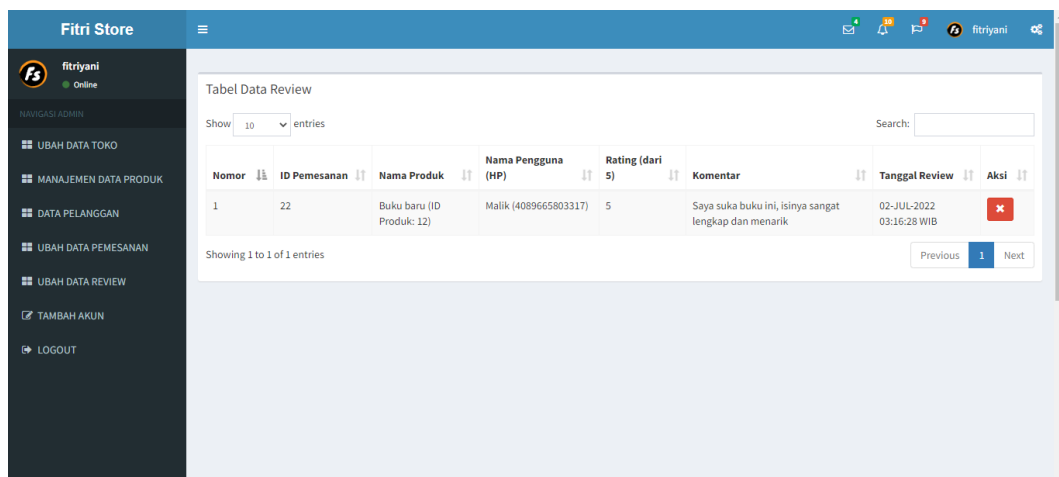 Fitri Store
4
10
9
Fs
fitriyani
Fs
fitriyani
Online
NAVIGASI ADMIN
UBAH DATA TOKO
MANAJEMEN DATA PRODUK
DATA PELANGGAN
UBAH DATA PEMESANAN
UBAH DATA REVIEW
TAMBAH AKUN
LOGOUT
Tabel Data Review
Show 10 entries
Search:
Nomor ID Pemesanan Nama Produk Nama Pengguna (HP) Rating (dari 5) Komentar Tanggal Review Aksi
1 22 Buku baru (ID Produk: 12) Malik (4089665803317) 5 Saya suka buku ini, isinya sangat lengkap dan menarik 02-JUL-2022 03:16:28 WIB
Showing 1 to 1 of 1 entries
Previous 1 Next